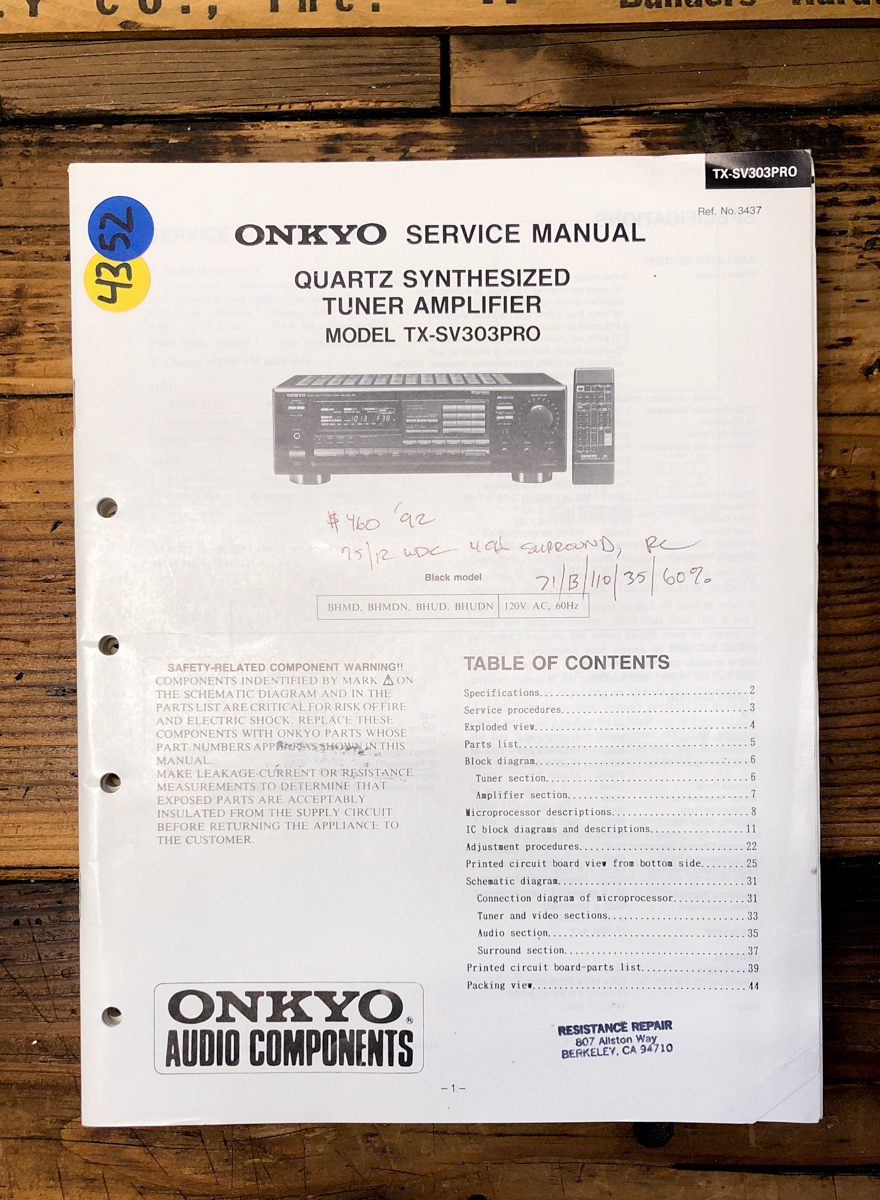 CO., Inc.
TX-SV303PRO
Ref. No. 3437
52
43
ONKYO SERVICE MANUAL
QUARTZ SYNTHESIZED
TUNER AMPLIFIER
MODEL TX-SV303PRO
ONKYO
ONKYO
$460 '92
4 ch SURROUND, RC
Black model
71/B/110/35/60%
BHMD, BHMDN, BHUD, BHUDN 120V AC, 60Hz
SAFETY-RELATED COMPONENT WARNING!!
COMPONENTS INDENTIFIED BY MARK ⚠ ON
THE SCHEMATIC DIAGRAM AND IN THE
PARTS LIST ARE CRITICAL FOR RISK OF FIRE
AND ELECTRIC SHOCK. REPLACE THESE
COMPONENTS WITH ONKYO PARTS WHOSE
PART NUMBERS APPEAR AS SHOWN IN THIS
MANUAL.
MAKE LEAKAGE-CURRENT OR RESISTANCE
MEASUREMENTS TO DETERMINE THAT
EXPOSED PARTS ARE ACCEPTABLY
INSULATED FROM THE SUPPLY CIRCUIT
BEFORE RETURNING THE APPLIANCE TO
THE CUSTOMER.
TABLE OF CONTENTS
Specifications....................2
Service procedures....................3
Exploded view....................4
Parts list....................5
Block diagram....................6
Tuner section....................6
Amplifier section....................7
Microprocessor descriptions....................8
IC block diagrams and descriptions....................11
Adjustment procedures....................22
Printed circuit board view from bottom side........25
Schematic diagram....................31
Connection diagram of microprocessor....................31
Tuner and video sections....................33
Audio section....................35
Surround section....................37
Printed circuit board-parts list....................39
Packing view....................44
ONKYO®
AUDIO COMPONENTS
RESISTANCE REPAIR
807 Allston Way
BERKELEY, CA 94710
– 1 –